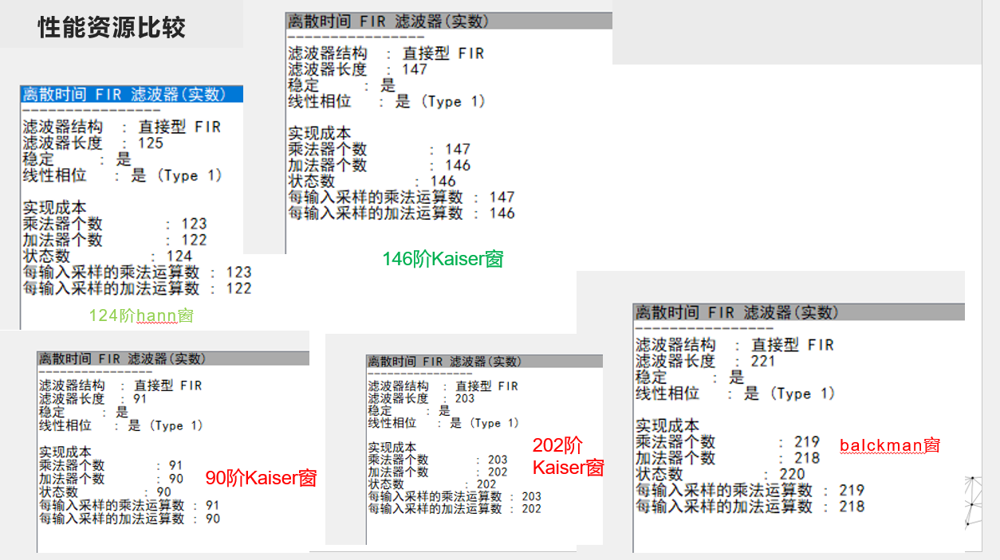 性能资源比较
离散时间 FIR 滤波器(实数)
----------------
滤波器结构 : 直接型 FIR
滤波器长度 : 125
稳定 : 是
线性相位 : 是 (Type 1)
实现成本
乘法器个数 : 123
加法器个数 : 122
状态数 : 124
每输入采样的乘法运算数 : 123
每输入采样的加法运算数 : 122
124阶hann窗
离散时间 FIR 滤波器(实数)
----------------
滤波器结构 : 直接型 FIR
滤波器长度 : 147
稳定 : 是
线性相位 : 是 (Type 1)
实现成本
乘法器个数 : 147
加法器个数 : 146
状态数 : 146
每输入采样的乘法运算数 : 147
每输入采样的加法运算数 : 146
146阶Kaiser窗
离散时间 FIR 滤波器(实数)
----------------
滤波器结构 : 直接型 FIR
滤波器长度 : 91
稳定 : 是
线性相位 : 是 (Type 1)
实现成本
乘法器个数 : 91
加法器个数 : 90
状态数 : 90
每输入采样的乘法运算数 : 91
每输入采样的加法运算数 : 90
90阶Kaiser窗
离散时间 FIR 滤波器(实数)
----------------
滤波器结构 : 直接型 FIR
滤波器长度 : 203
稳定 : 是
线性相位 : 是 (Type 1)
实现成本
乘法器个数 : 203
加法器个数 : 202
状态数 : 202
每输入采样的乘法运算数 : 203
每输入采样的加法运算数 : 202
202阶
Kaiser窗
离散时间 FIR 滤波器(实数)
----------------
滤波器结构 : 直接型 FIR
滤波器长度 : 221
稳定 : 是
线性相位 : 是 (Type 1)
实现成本
乘法器个数 : 219
加法器个数 : 218
状态数 : 220
每输入采样的乘法运算数 : 219
每输入采样的加法运算数 : 218
balckman窗